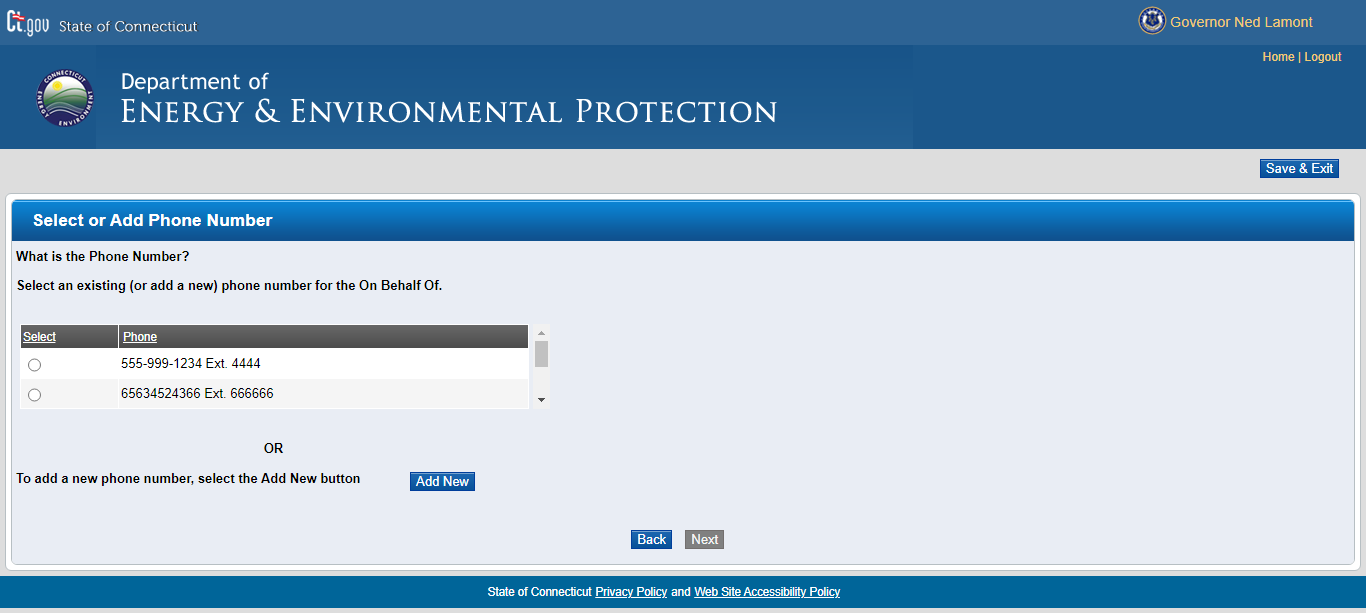 Ct.gov State of Connecticut
Governor Ned Lamont
Home | Logout
CONNECTICUT
ENERGY ENVIRONMENT
Department of
ENERGY & ENVIRONMENTAL PROTECTION
Save & Exit
Select or Add Phone Number
What is the Phone Number?
Select an existing (or add a new) phone number for the On Behalf Of.
Select Phone
555-999-1234 Ext. 4444
65634524366 Ext. 666666
OR
To add a new phone number, select the Add New button Add New
Back Next
State of Connecticut Privacy Policy and Web Site Accessibility Policy